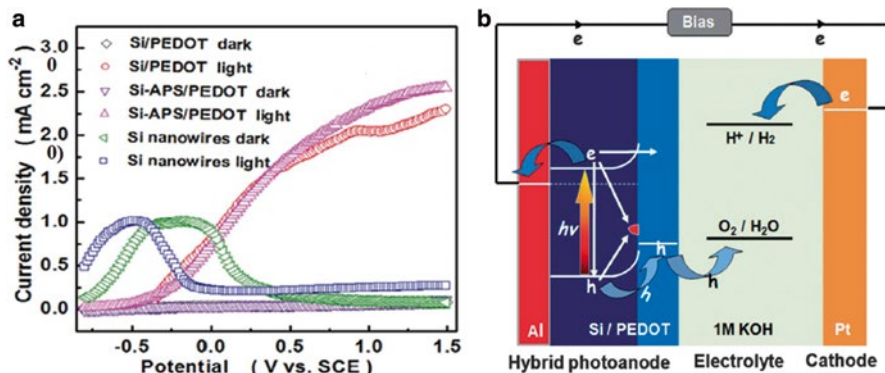 a
Current density ( mA cm-2 )
0)
0)
3.0
2.5
2.0
1.5
1.0
0.5
0.0
Si/PEDOT dark
Si/PEDOT light
Si-APS/PEDOT dark
Si-APS/PEDOT light
Si nanowires dark
Si nanowires light
-0.5 0.0 0.5 1.0 1.5
Potential ( V vs. SCE )
b
Bias
e e
e
e
H+ / H2
hν
O2 / H2O
h
h h
h
Al Si / PEDOT 1M KOH Pt
Hybrid photoanode Electrolyte Cathode